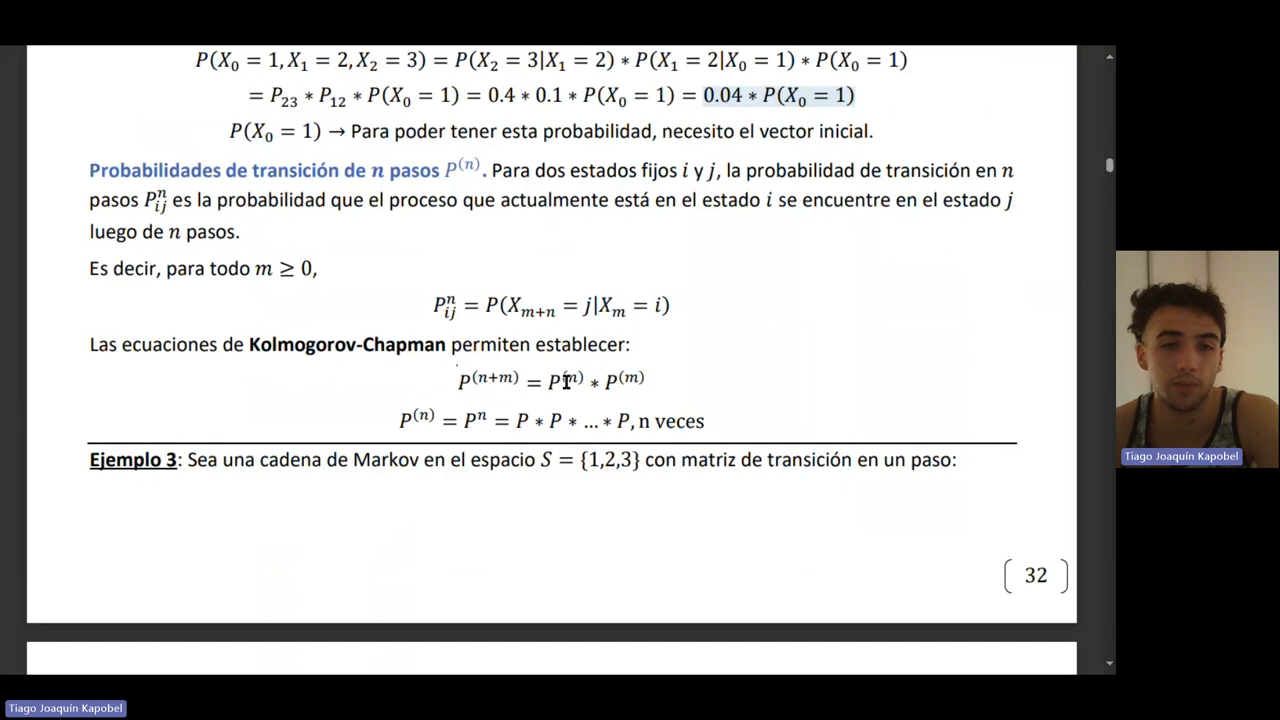 P(X₀ = 1, X₁ = 2, X₂ = 3) = P(X₂ = 3|X₁ = 2) ∗ P(X₁ = 2|X₀ = 1) ∗ P(X₀ = 1)
= P₂₃ ∗ P₁₂ ∗ P(X₀ = 1) = 0.4 ∗ 0.1 ∗ P(X₀ = 1) = 0.04 ∗ P(X₀ = 1)
P(X₀ = 1) → Para poder tener esta probabilidad, necesito el vector inicial.
Probabilidades de transición de n pasos P⁽ⁿ⁾. Para dos estados fijos i y j, la probabilidad de transición en n
pasos Pᵢⱼⁿ es la probabilidad que el proceso que actualmente está en el estado i se encuentre en el estado j
luego de n pasos.
Es decir, para todo m ≥ 0,
Pᵢⱼⁿ = P(Xₘ₊ₙ = j|Xₘ = i)
Las ecuaciones de Kolmogorov-Chapman permiten establecer:
P⁽ⁿ⁺ᵐ⁾ = P⁽ⁿ⁾ ∗ P⁽ᵐ⁾
P⁽ⁿ⁾ = Pⁿ = P ∗ P ∗ … ∗ P, n veces
Ejemplo 3: Sea una cadena de Markov en el espacio S = {1,2,3} con matriz de transición en un paso:
32
Tiago Joaquín Kapobel
Tiago Joaquín Kapobel